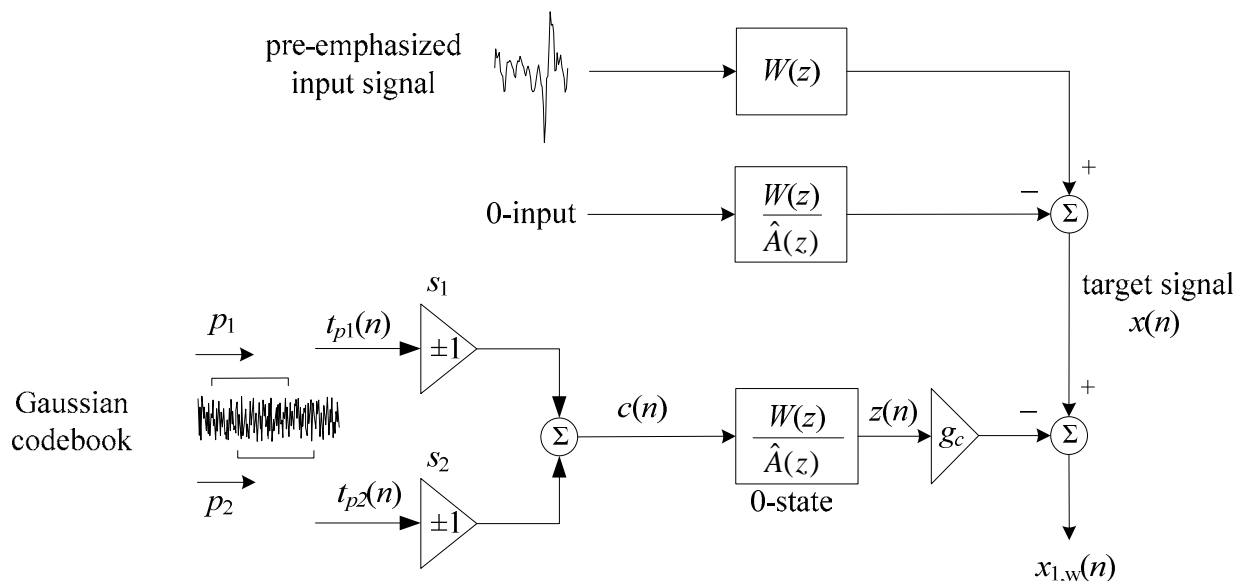 pre-emphasized
input signal
W(z)
+
−
0-input
W(z)
Â(z)
Σ
s1
target signal
x(n)
p1
tp1(n)
±1
+
−
Gaussian
codebook
Σ
c(n)
W(z)
Â(z)
z(n)
gc
Σ
s2
0-state
p2
tp2(n)
±1
x1,w(n)